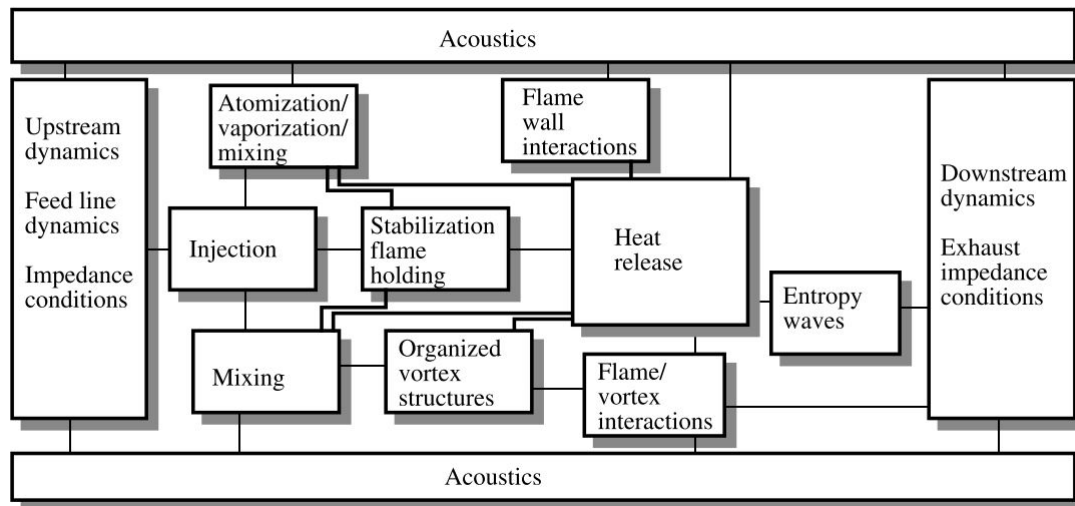 Acoustics
Upstream
dynamics
Feed line
dynamics
Impedance
conditions
Atomization/
vaporization/
mixing
Flame
wall
interactions
Injection
Stabilization
flame
holding
Heat
release
Downstream
dynamics
Exhaust
impedance
conditions
Entropy
waves
Mixing
Organized
vortex
structures
Flame/
vortex
interactions
Acoustics